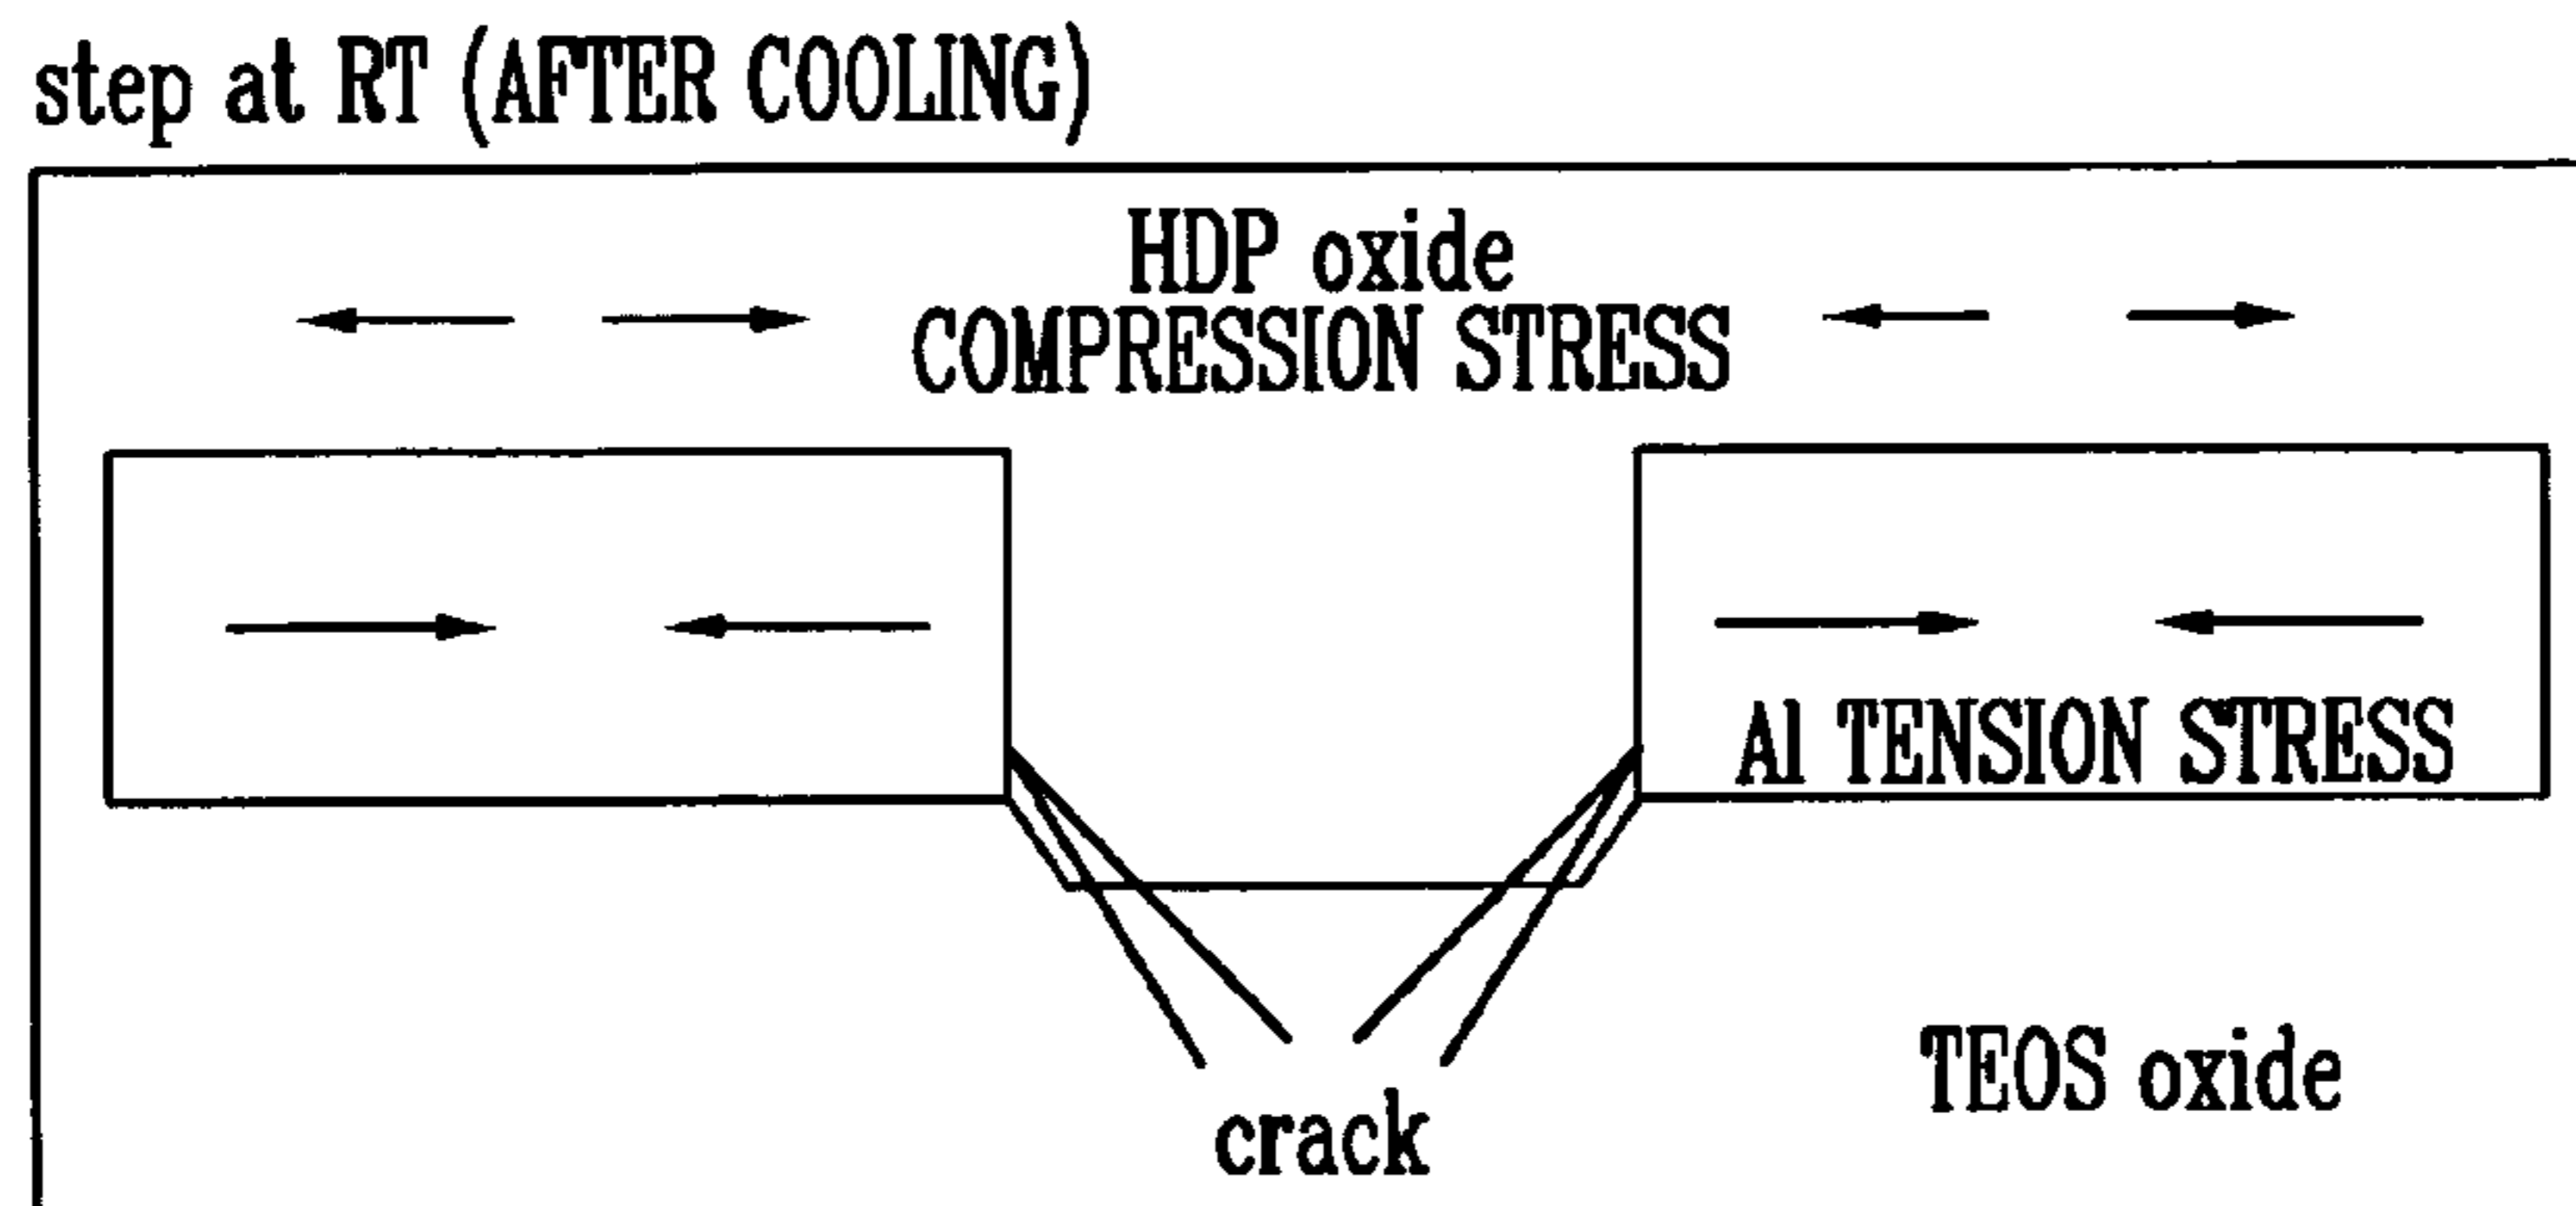 step at RT (AFTER COOLING)
HDP oxide
COMPRESSION STRESS
Al TENSION STRESS
TEOS oxide
crack